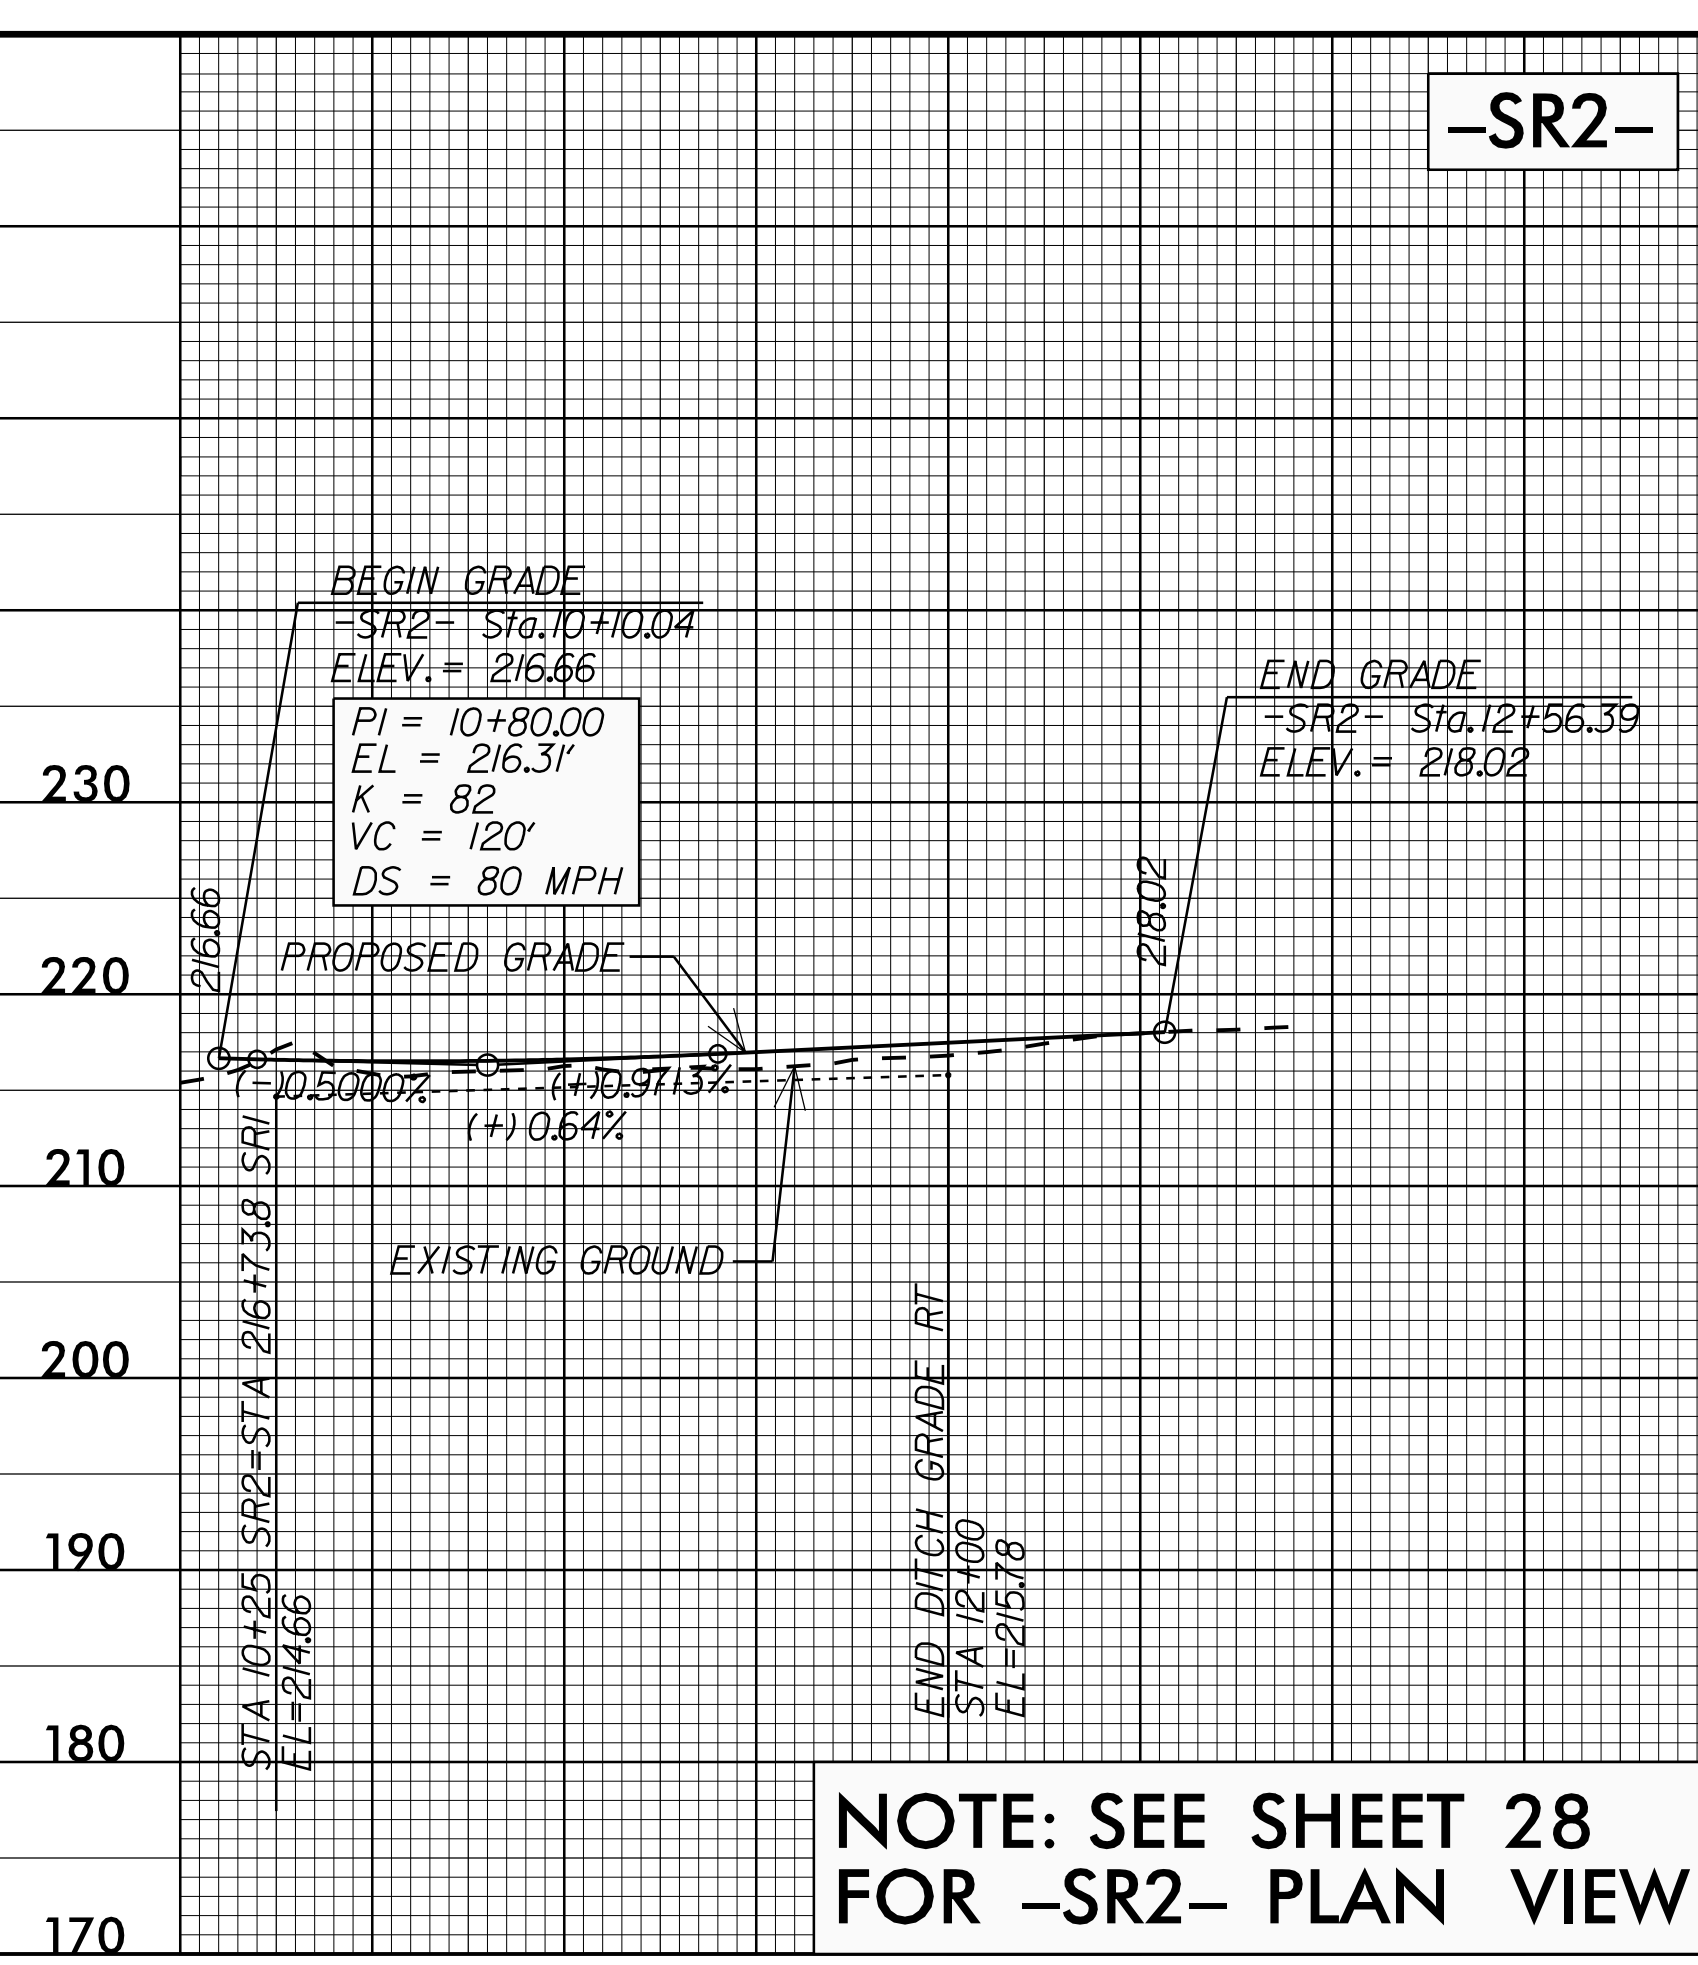 –SR2–
BEGIN GRADE
-SR2- Sta. 10+10.04
ELEV. = 216.66
PI = 10+80.00
EL = 216.31'
K = 82
VC = 120'
DS = 80 MPH
END GRADE
-SR2- Sta. 12+56.39
ELEV. = 218.02
230
220
210
200
190
180
170
216.66
218.02
PROPOSED GRADE
(-)0.5000%
(+)0.9713%
(+) 0.64%
EXISTING GROUND
STA 10+25 SR2=STA 216+73.8 SR1
EL=214.66
END DITCH GRADE RT
STA 12+00
EL=215.78
NOTE: SEE SHEET 28
FOR –SR2– PLAN VIEW